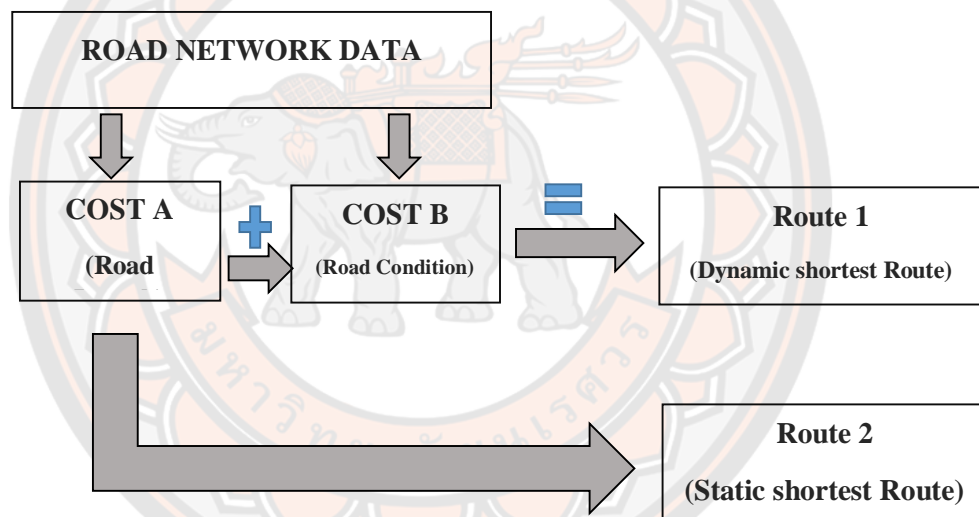 ROAD NETWORK DATA
COST A
(Road
COST B
(Road Condition)
Route 1
(Dynamic shortest Route)
Route 2
(Static shortest Route)